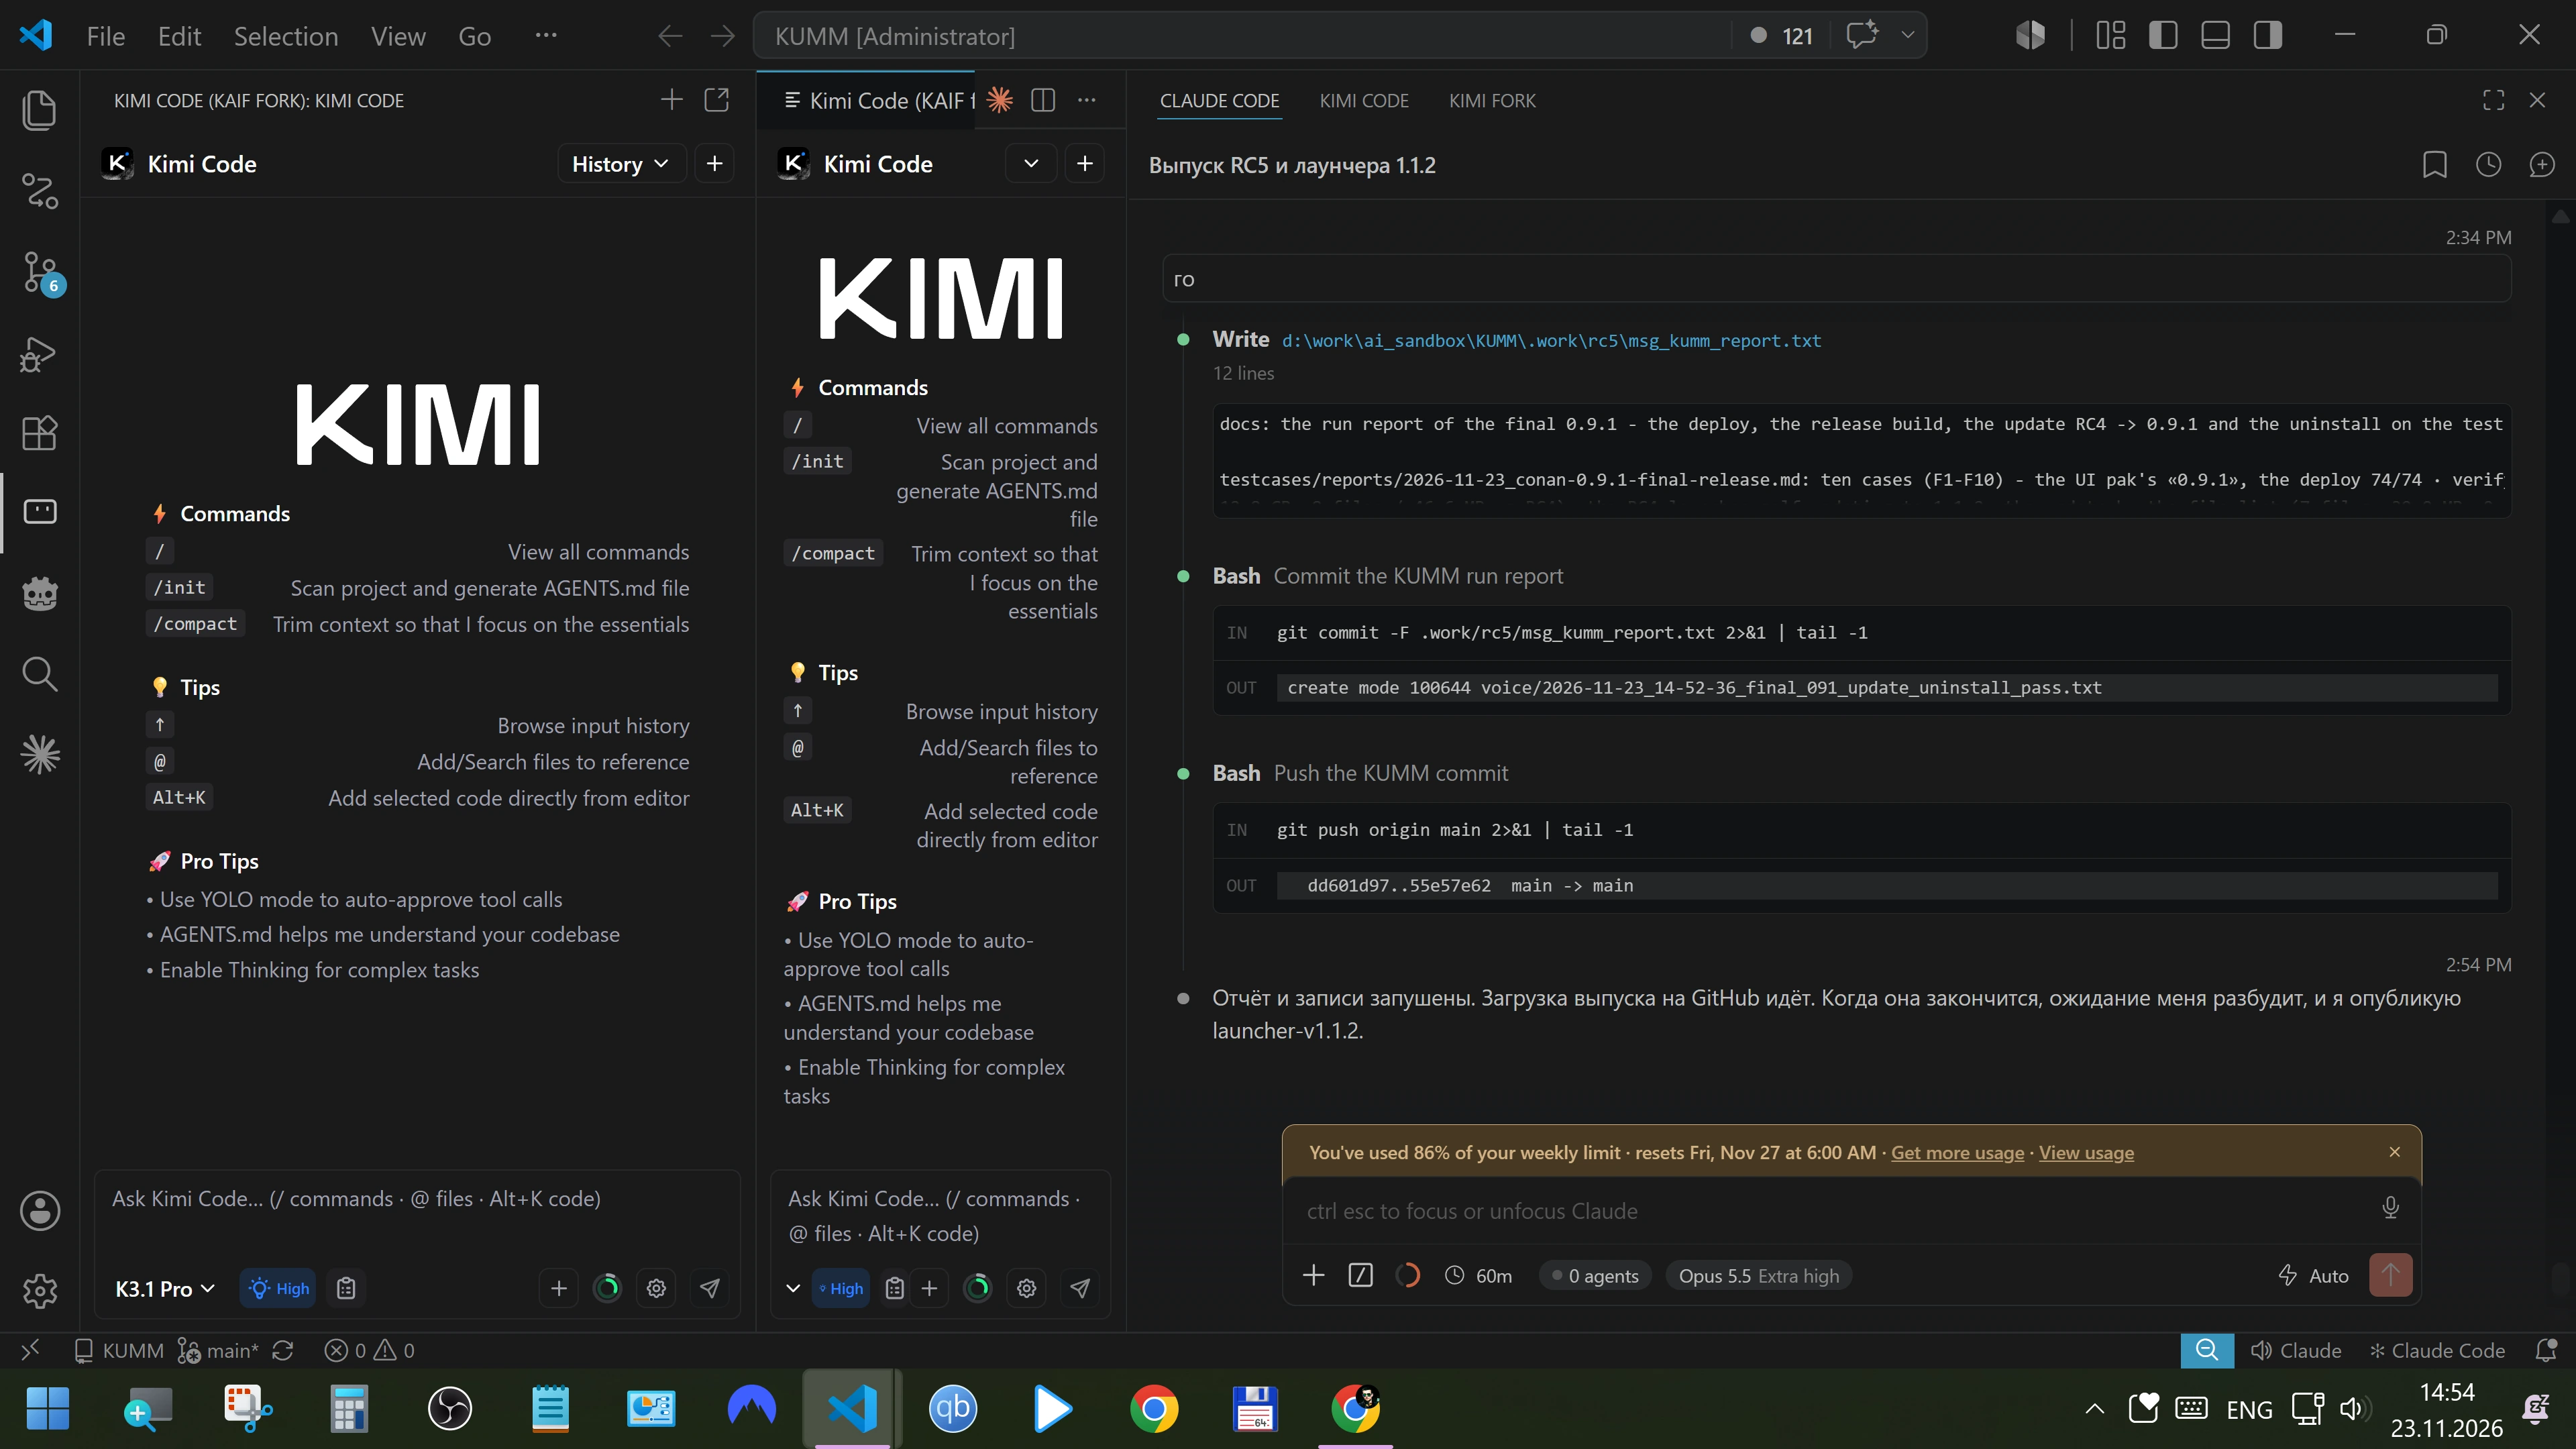 File Edit Selection View Go ···
KUMM [Administrator]
121
KIMI CODE (KAIF FORK): KIMI CODE
Kimi Code
History
KIMI
Commands
/ View all commands
/init Scan project and generate AGENTS.md file
/compact Trim context so that I focus on the essentials
Tips
↑ Browse input history
@ Add/Search files to reference
Alt+K Add selected code directly from editor
Pro Tips
• Use YOLO mode to auto-approve tool calls
• AGENTS.md helps me understand your codebase
• Enable Thinking for complex tasks
Ask Kimi Code... (/ commands · @ files · Alt+K code)
K3.1 Pro High
6
Kimi Code (KAIF f
Kimi Code
KIMI
Commands
/ View all commands
/init Scan project and
generate AGENTS.md
file
/compact Trim context so that
I focus on the
essentials
Tips
↑ Browse input history
@ Add/Search files to
reference
Alt+K Add selected code
directly from editor
Pro Tips
• Use YOLO mode to auto-
approve tool calls
• AGENTS.md helps me
understand your codebase
• Enable Thinking for complex
tasks
Ask Kimi Code... (/ commands ·
@ files · Alt+K code)
High
CLAUDE CODE KIMI CODE KIMI FORK
Выпуск RC5 и лаунчера 1.1.2
2:34 PM
го
Write d:\work\ai_sandbox\KUMM\.work\rc5\msg_kumm_report.txt
12 lines
docs: the run report of the final 0.9.1 - the deploy, the release build, the update RC4 -> 0.9.1 and the uninstall on the test
testcases/reports/2026-11-23_conan-0.9.1-final-release.md: ten cases (F1-F10) - the UI pak's «0.9.1», the deploy 74/74 · verif
Bash Commit the KUMM run report
IN git commit -F .work/rc5/msg_kumm_report.txt 2>&1 | tail -1
OUT create mode 100644 voice/2026-11-23_14-52-36_final_091_update_uninstall_pass.txt
Bash Push the KUMM commit
IN git push origin main 2>&1 | tail -1
OUT dd601d97..55e57e62 main -> main
2:54 PM
Отчёт и записи запушены. Загрузка выпуска на GitHub идёт. Когда она закончится, ожидание меня разбудит, и я опубликую
launcher-v1.1.2.
You've used 86% of your weekly limit · resets Fri, Nov 27 at 6:00 AM · Get more usage · View usage
ctrl esc to focus or unfocus Claude
60m 0 agents Opus 5.5 Extra high Auto
KUMM main* 0 0
Claude Claude Code
qb
64:
ENG
14:54
23.11.2026